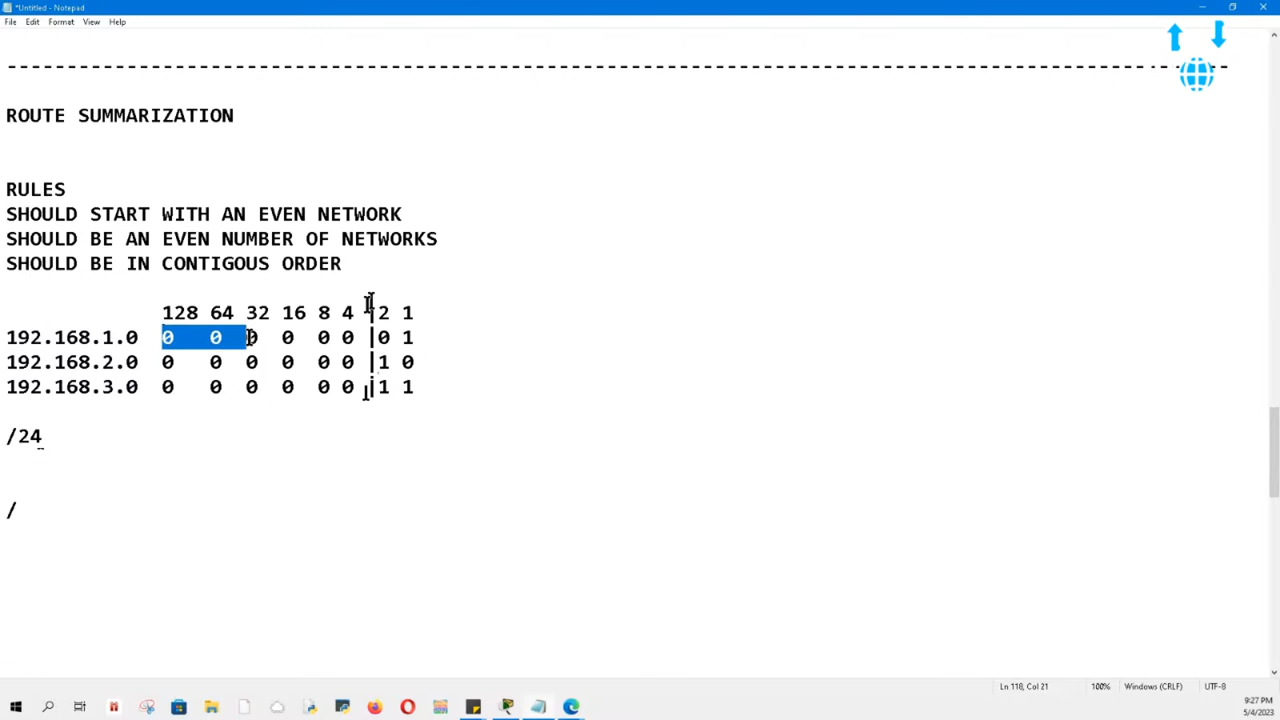 *Untitled - Notepad
File Edit Format View Help
--------------------------------------------------------------------------------------------------------
ROUTE SUMMARIZATION
RULES
SHOULD START WITH AN EVEN NETWORK
SHOULD BE AN EVEN NUMBER OF NETWORKS
SHOULD BE IN CONTIGOUS ORDER
128 64 32 16 8 4 |2 1
192.168.1.0 0 0 0 0 0 0 |0 1
192.168.2.0 0 0 0 0 0 0 |1 0
192.168.3.0 0 0 0 0 0 0 |1 1
/24
/
Ln 118, Col 21 100% Windows (CRLF) UTF-8
9:27 PM
5/4/2023